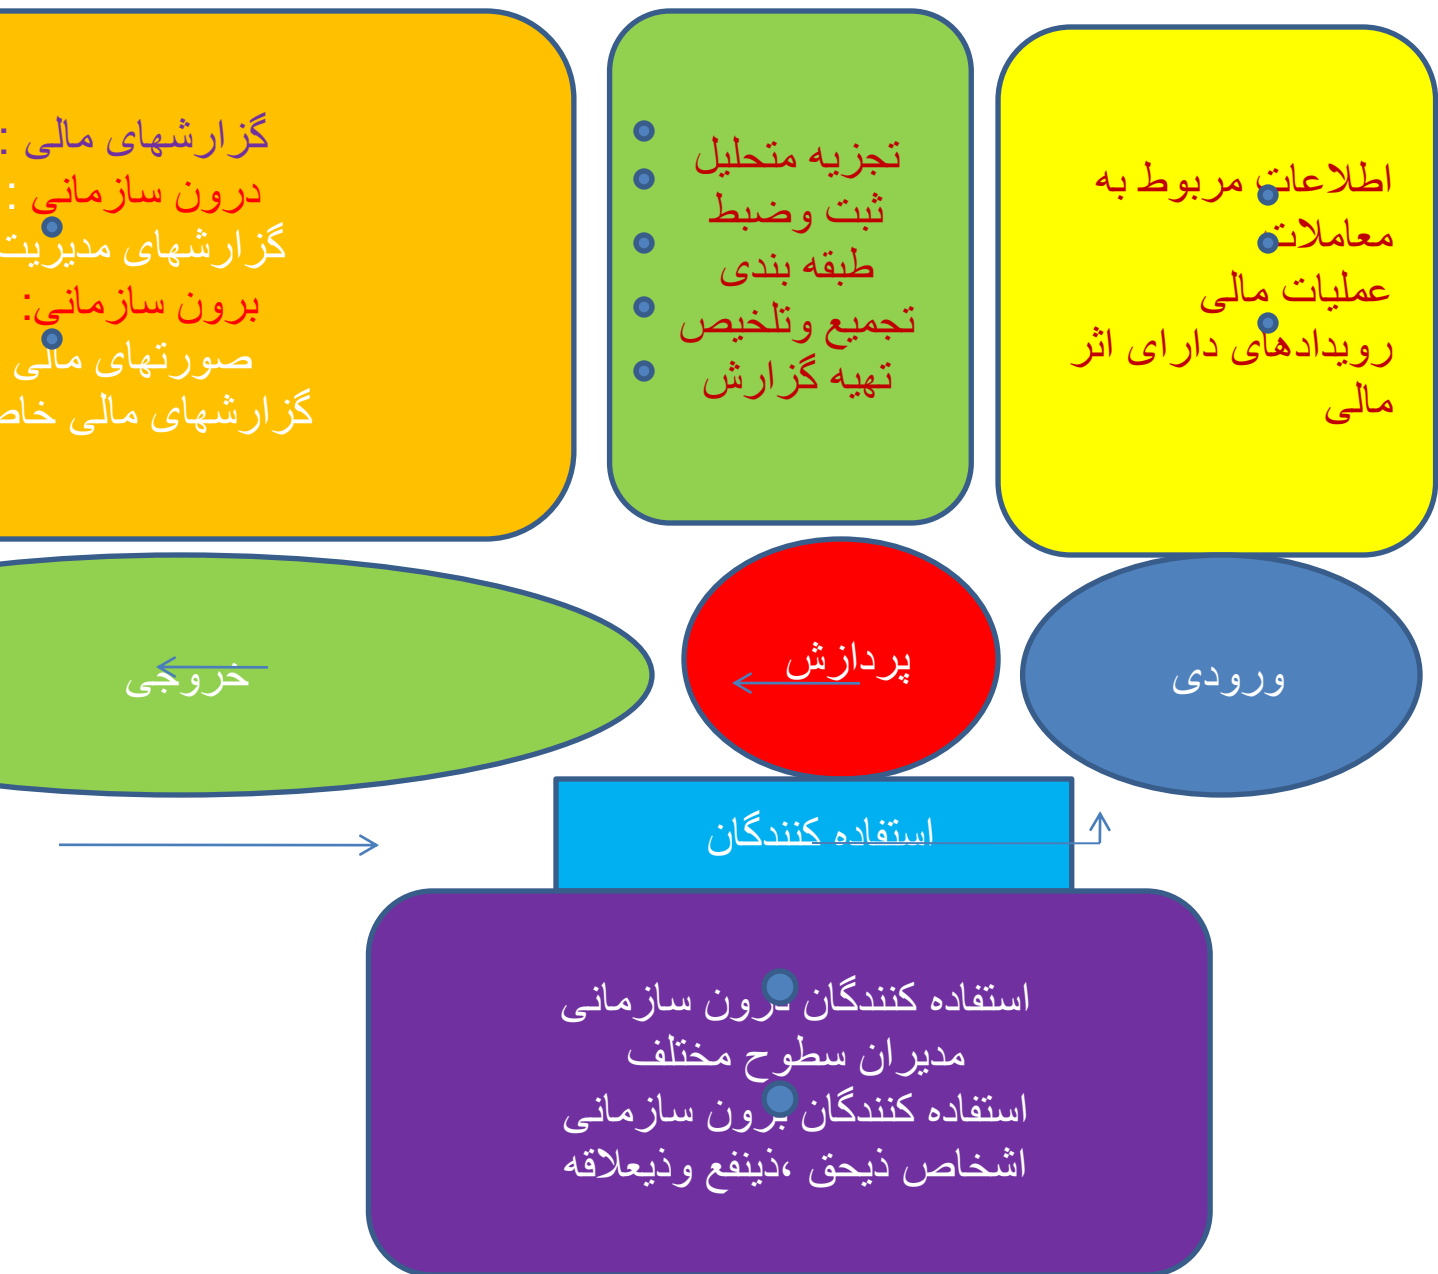 اطلاعات مربوط به
معاملات
عملیات مالی
رویدادهای دارای اثر
مالی
تجزیه متحلیل
ثبت وضبط
طبقه بندی
تجمیع وتلخیص
تهیه گزارش
گزارشهای مالی :
درون سازمانی :
گزارشهای مدیریت
برون سازمانی:
صورتهای مالی
گزارشهای مالی
ورودی
پردازش
خروجی
استفاده کنندگان
استفاده کنندگان درون سازمانی
مدیران سطوح مختلف
استفاده کنندگان برون سازمانی
اشخاص ذیحق ،ذینفع وذیعلاقه